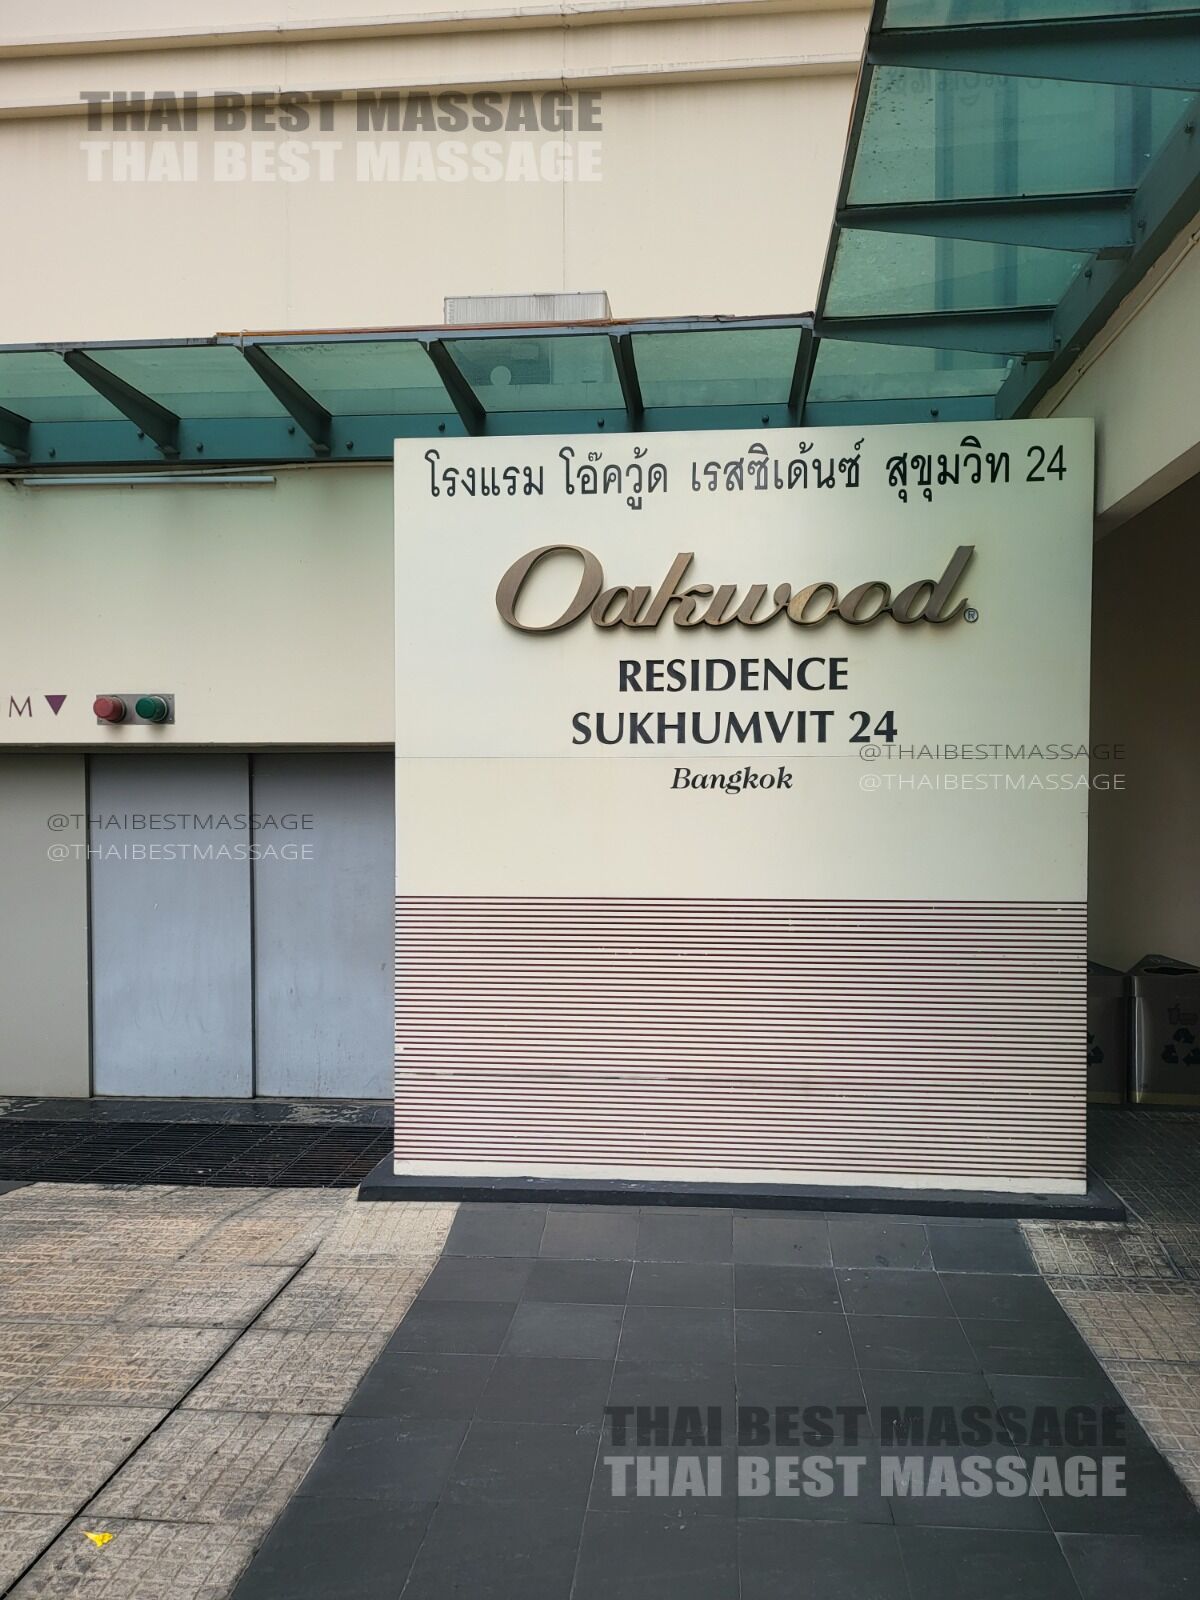 THAI BEST MASSAGE
THAI BEST MASSAGE
โรงแรม โอ๊ควู้ด เรสซิเด้นซ์ สุขุมวิท 24
Oakwood®
RESIDENCE
SUKHUMVIT 24
Bangkok
@THAIBESTMASSAGE
@THAIBESTMASSAGE
@THAIBESTMASSAGE
@THAIBESTMASSAGE
THAI BEST MASSAGE
THAI BEST MASSAGE